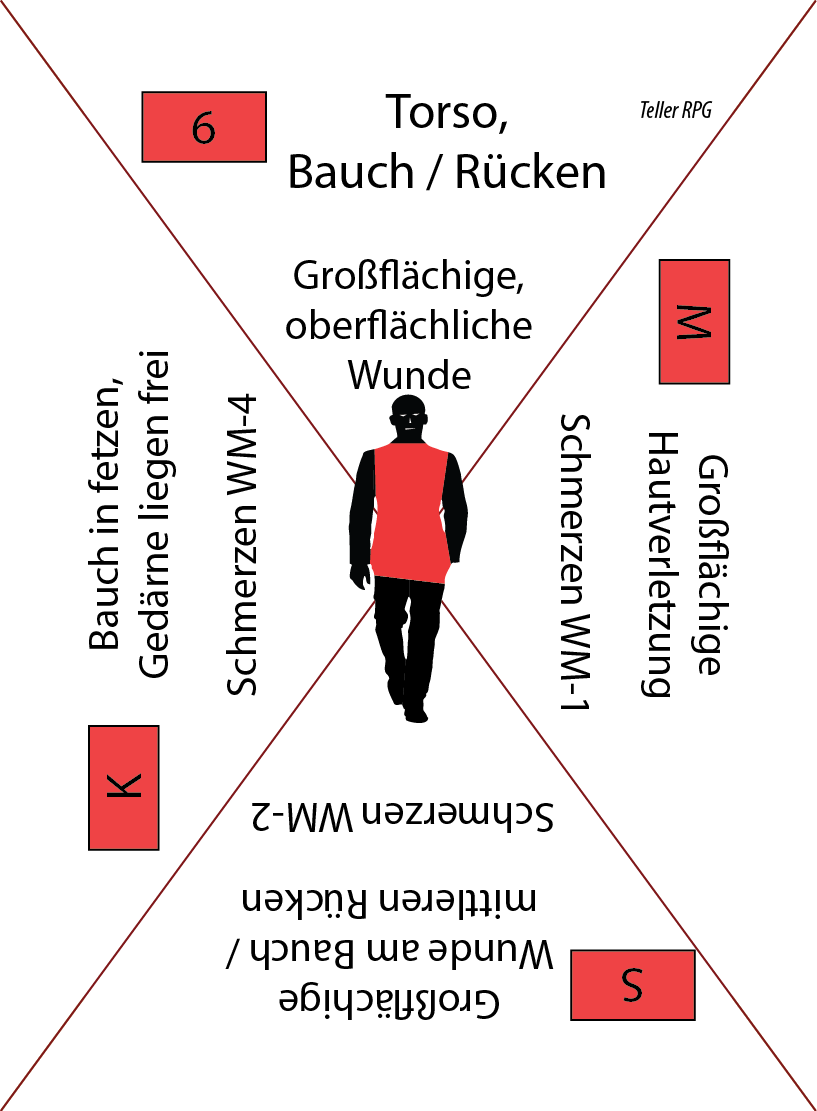 6
Torso,
Bauch / Rücken
Teller RPG
Großflächige,
oberflächliche
Wunde
M
Großflächige
Hautverletzung
Schmerzen WM-1
S
Großflächige
Wunde am Bauch /
mittleren Rücken
Schmerzen WM-2
K
Bauch in fetzen,
Gedärne liegen frei
Schmerzen WM-4